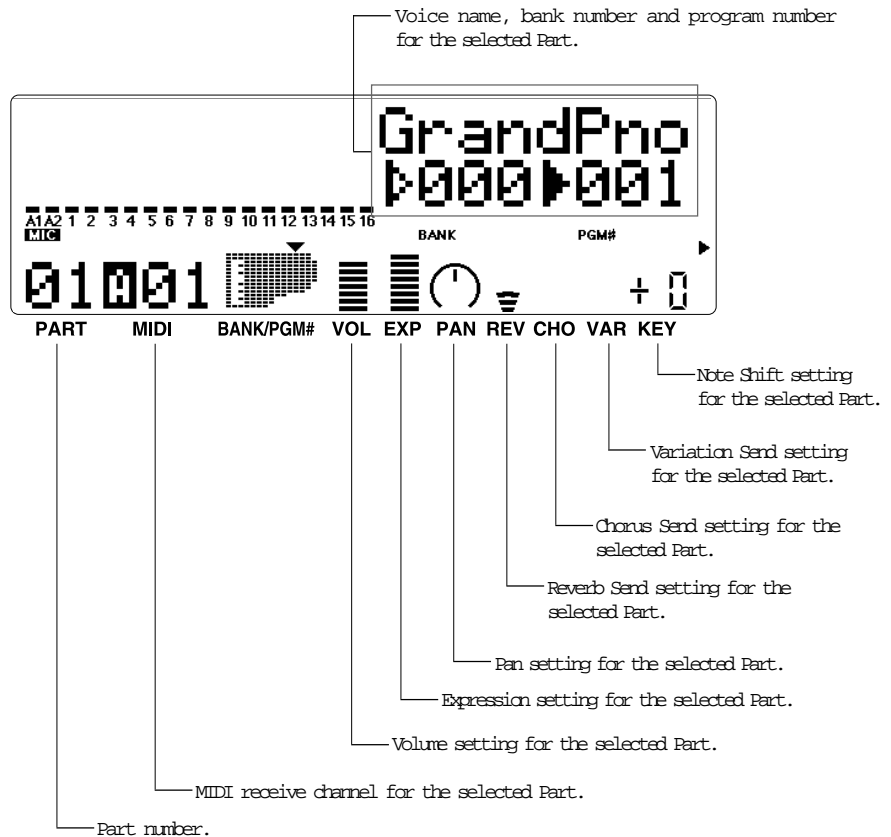 Voice name, bank number and program number
for the selected Part.
GrandPno
000 001
A1 A2 1 2 3 4 5 6 7 8 9 10 11 12 13 14 15 16
MIC
BANK PGM#
01 A01 + 0
PART MIDI BANK/PGM# VOL EXP PAN REV CHO VAR KEY
Note Shift setting
for the selected Part.
Variation Send setting
for the selected Part.
Chorus Send setting for the
selected Part.
Reverb Send setting for the
selected Part.
Pan setting for the selected Part.
Expression setting for the selected Part.
Volume setting for the selected Part.
MIDI receive channel for the selected Part.
Part number.